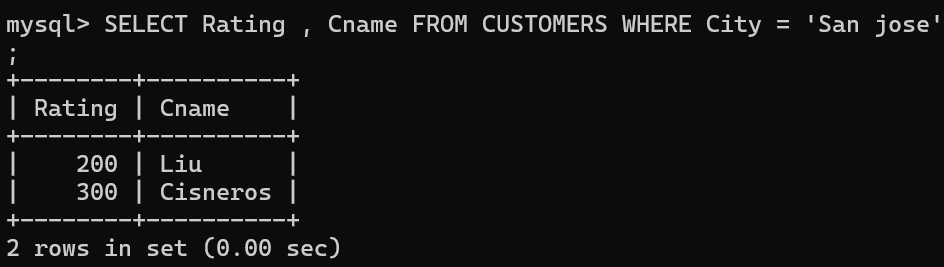 mysql> SELECT Rating , Cname FROM CUSTOMERS WHERE City = 'San jose'
;
+--------+----------+
| Rating | Cname    |
+--------+----------+
|    200 | Liu      |
|    300 | Cisneros |
+--------+----------+
2 rows in set (0.00 sec)